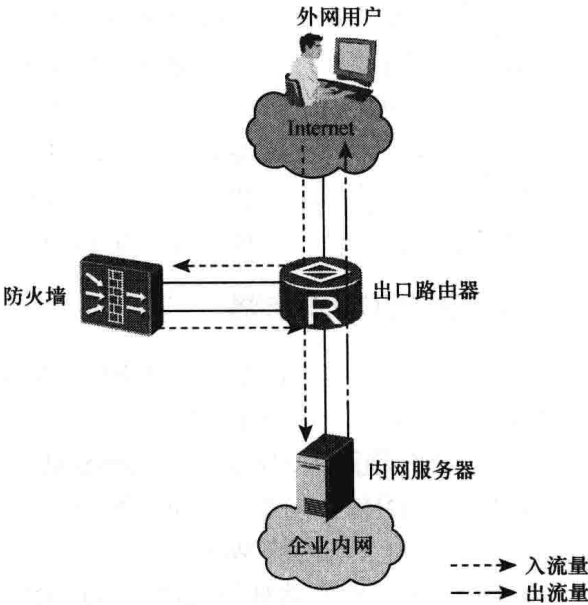 外网用户
Internet
防火墙
出口路由器
R
内网服务器
企业内网
入流量
出流量